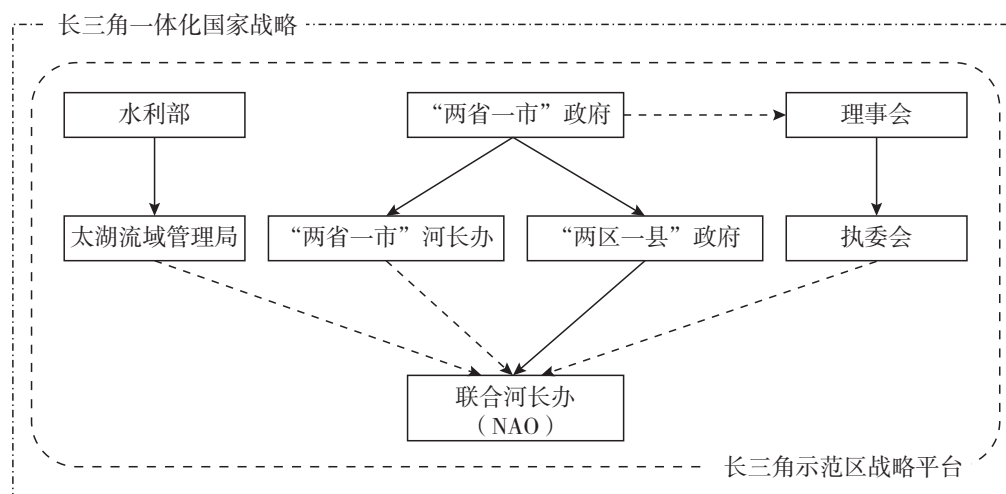 长三角一体化国家战略
水利部
“两省一市”政府
理事会
太湖流域管理局
“两省一市”河长办
“两区一县”政府
执委会
联合河长办
（NAO）
长三角示范区战略平台